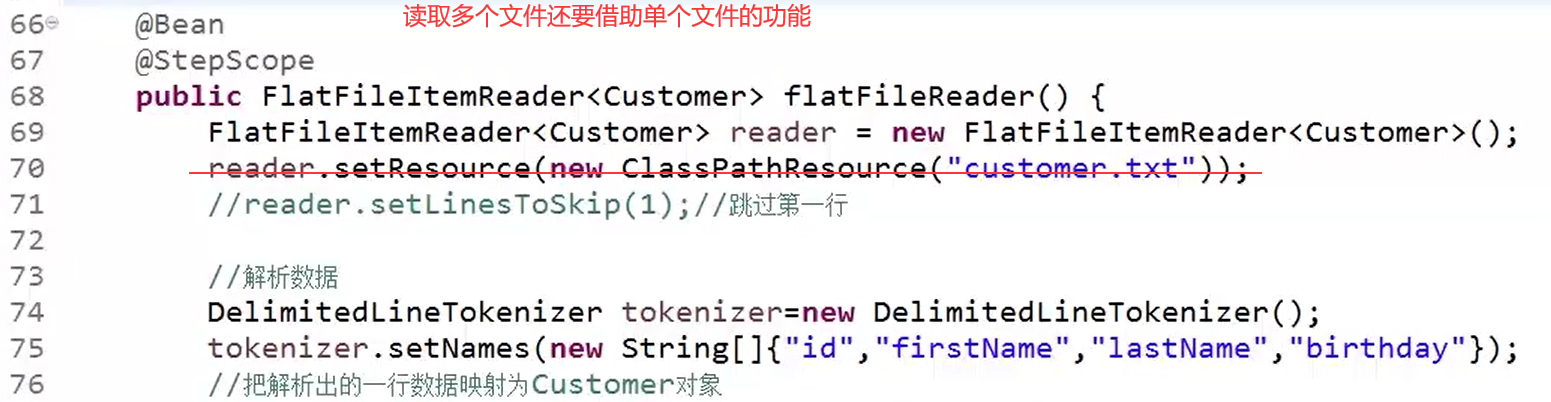 读取多个文件还要借助单个文件的功能
66 @Bean
67 @StepScope
68 public FlatFileItemReader<Customer> flatFileReader() {
69 FlatFileItemReader<Customer> reader = new FlatFileItemReader<Customer>();
70 reader.setResource(new ClassPathResource("customer.txt"));
71 //reader.setLinesToSkip(1);//跳过第一行
72
73 //解析数据
74 DelimitedLineTokenizer tokenizer=new DelimitedLineTokenizer();
75 tokenizer.setNames(new String[]{"id","firstName","lastName","birthday"});
76 //把解析出的一行数据映射为Customer对象